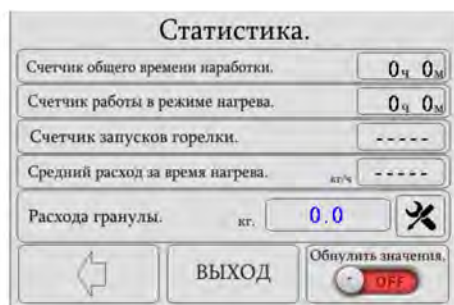 Статистика.
Счетчик общего времени наработки. 0ч 0м
Счетчик работы в режиме нагрева. 0ч 0м
Счетчик запусков горелки. -----
Средний расход за время нагрева. кг/ч -----
Расхода гранулы. кг. 0.0
Обнулить значения.
ВЫХОД
OFF